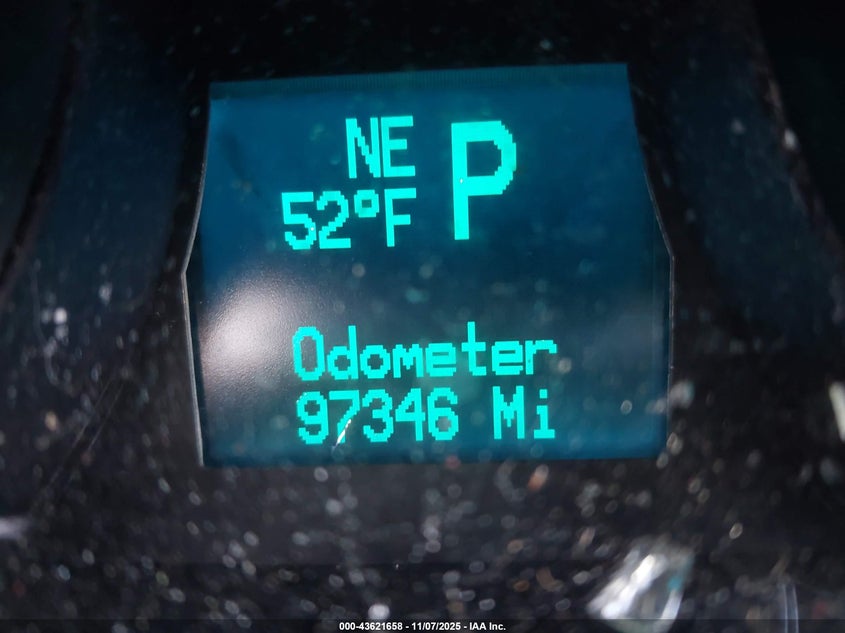 NE P
52°F
Odometer
97346 Mi
000-43621658 - 11/07/2025 - IAA Inc.